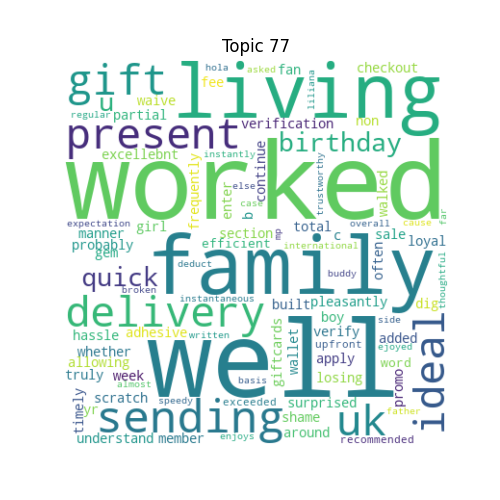 Topic 77
hola asked fan checkout
gift living
u waive fee liliana
regular partial verification non
present birthday
excellebnt instantly continue trustworthy walked
worked
frequently enter b else case
expectation girl section total c overall cause far
manner efficient mp often sale loyal
probably gem international
family
quick deduct buddy thoughtful
broken instantaneous built pleasantly dig
delivery
well
ideal
hassle adhesive written giftcards wallet boy verify upfront side added
whether allowing apply word ejoyed
truly week almost basis losing promo
scratch speedy exceeded surprised father
timely yr sending shame uk
understand member enjoys around recommended